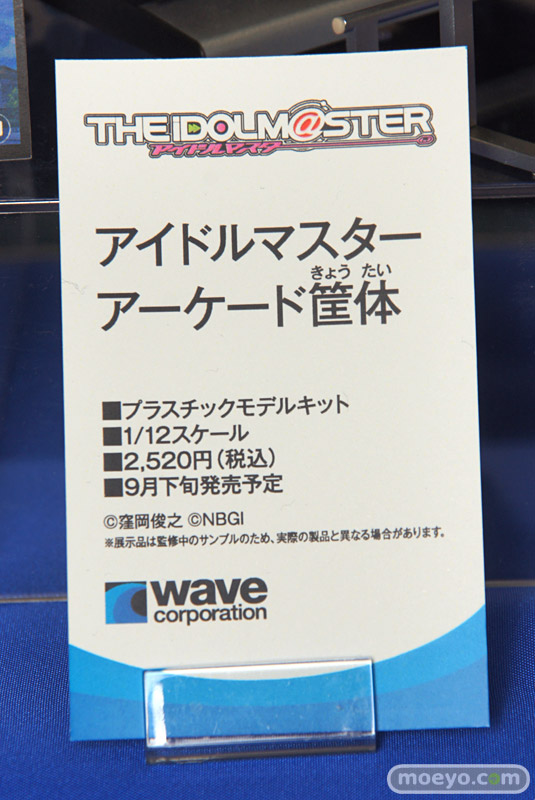 THE iDOLM@STER
アイドルマスター
アイドルマスター
きょう たい
アーケード筐体
■プラスチックモデルキット
■1/12スケール
■2,520円（税込）
■9月下旬発売予定
©窪岡俊之 ©NBGI
※展示品は監修中のサンプルのため、実際の製品と異なる場合があります。
wave
corporation
moeyo.com